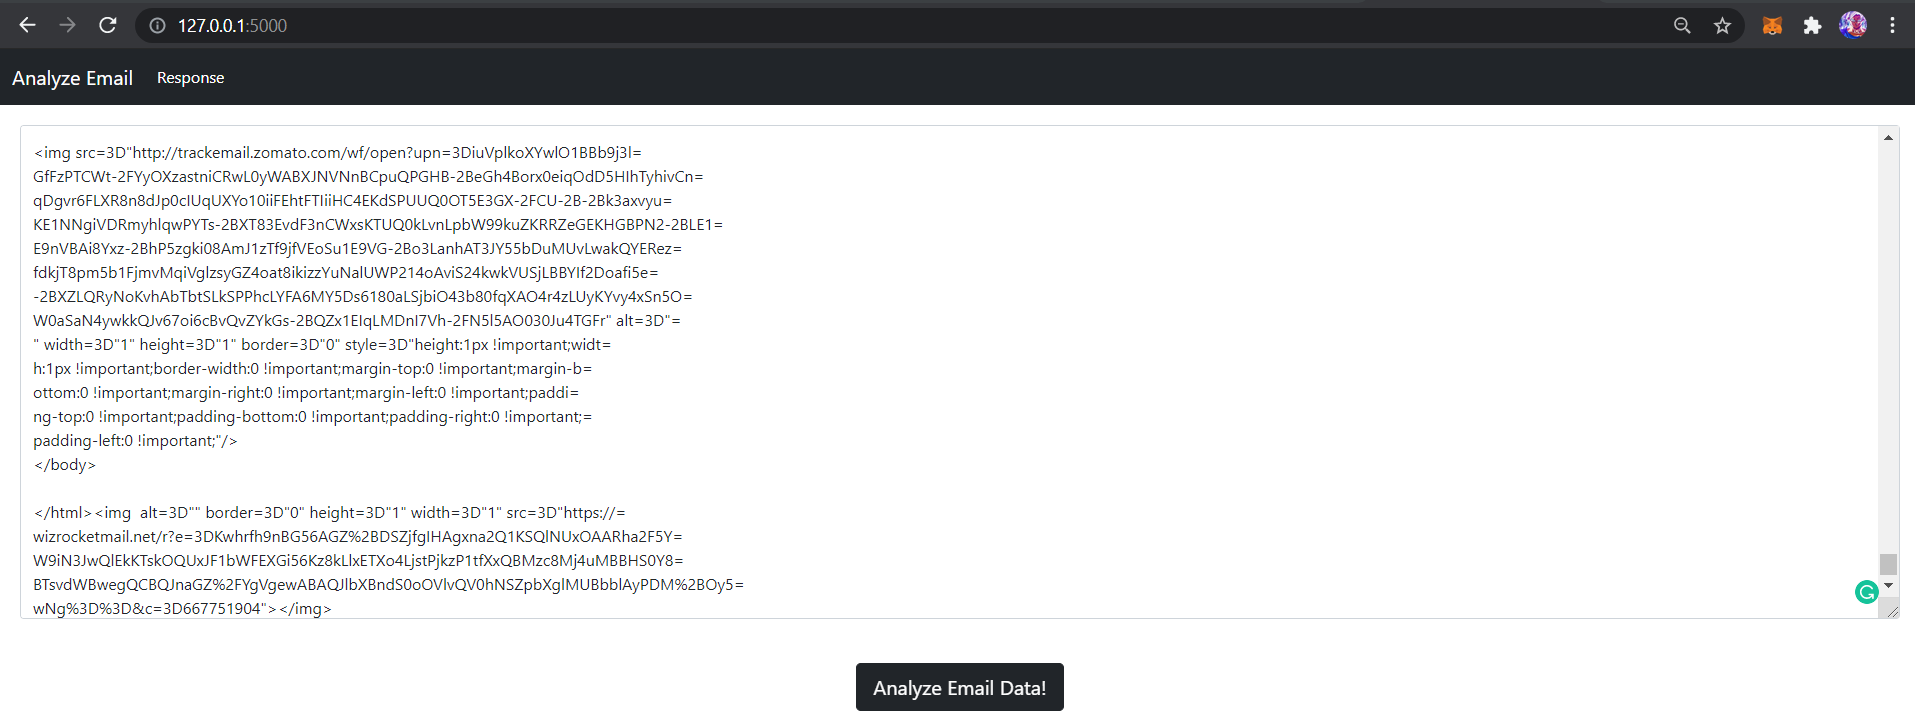 127.0.0.1:5000
Analyze Email Response
<img src=3D"http://trackemail.zomato.com/wf/open?upn=3DiuVplkoXYwlO1BBb9j3l=
GfFzPTCWt-2FYyOXzastniCRwL0yWABXJNVNnBCpuQPGHB-2BeGh4Borx0eiqOdD5HIhTyhivCn=
qDgvr6FLXR8n8dJp0cIUqUXYo10iiFEhtFTIiiHC4EKdSPUUQ0OT5E3GX-2FCU-2B-2Bk3axvyu=
KE1NNgiVDRmyhlqwPYTs-2BXT83EvdF3nCWxsKTUQ0kLvnLpbW99kuZKRRZeGEKHGBPN2-2BLE1=
E9nVBAi8Yxz-2BhP5zgki08AmJ1zTf9jfVEoSu1E9VG-2Bo3LanhAT3JY55bDuMUvLwakQYERez=
fdkjT8pm5b1FjmvMqiVglzsyGZ4oat8ikizzYuNalUWP214oAviS24kwkVUSjLBBYIf2Doafi5e=
-2BXZLQRyNoKvhAbTbtSLkSPPhcLYFA6MY5Ds6180aLSjbiO43b80fqXAO4r4zLUyKYvy4xSn5O=
W0aSaN4ywkkQJv67oi6cBvQvZYkGs-2BQZx1EIqLMDnI7Vh-2FN5l5AO030Ju4TGFr" alt=3D"=
" width=3D"1" height=3D"1" border=3D"0" style=3D"height:1px !important;widt=
h:1px !important;border-width:0 !important;margin-top:0 !important;margin-b=
ottom:0 !important;margin-right:0 !important;margin-left:0 !important;paddi=
ng-top:0 !important;padding-bottom:0 !important;padding-right:0 !important;=
padding-left:0 !important;"/>
</body>
</html><img  alt=3D"" border=3D"0" height=3D"1" width=3D"1" src=3D"https://=
wizrocketmail.net/r?e=3DKwhrfh9nBG56AGZ%2BDSZjfgIHAgxna2Q1KSQlNUxOAARha2F5Y=
W9iN3JwQlEkKTskOQUxJF1bWFEXGi56Kz8kLlxETXo4LjstPjkzP1tfXxQBMzc8Mj4uMBBHS0Y8=
BTsvdWBwegQCBQJnaGZ%2FYgVgewABAQJlbXBndS0oOVlvQV0hNSZpbXglMUBbblAyPDM%2BOy5=
wNg%3D%3D&c=3D667751904"></img>
Analyze Email Data!